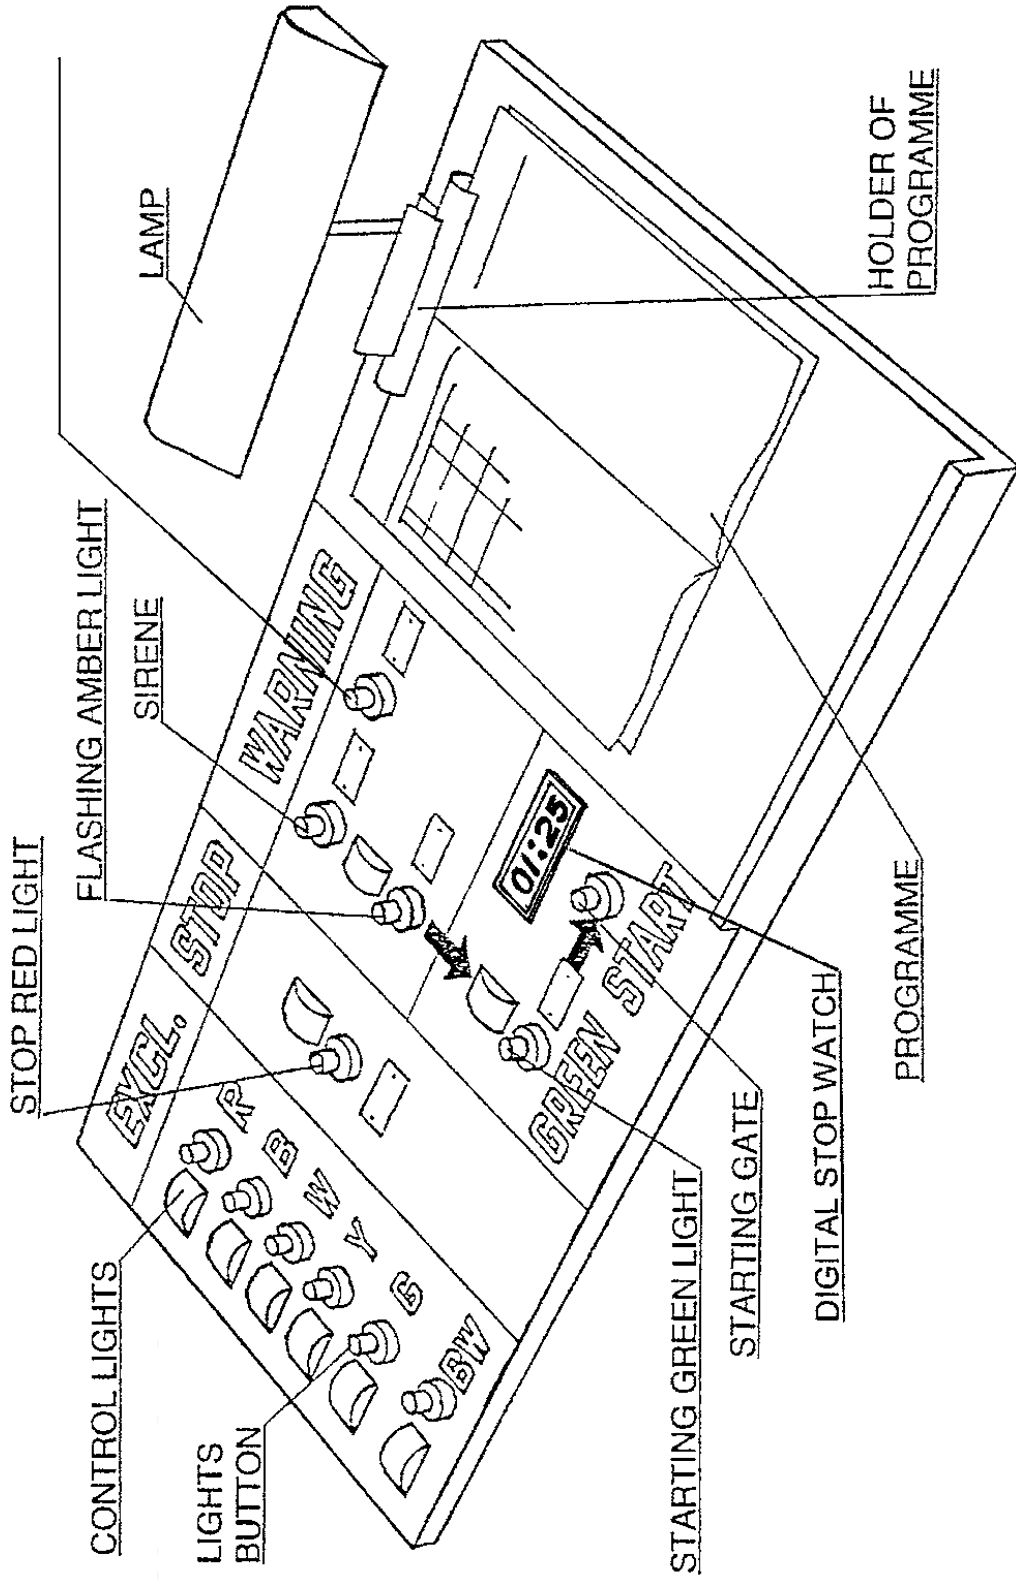 STOP RED LIGHT
CONTROL LIGHTS
FLASHING AMBER LIGHT
SIRENE
LAMP
LIGHTS
BUTTON
EXCL.
STOP
WARNING
R
B
W
Y
G
BW
01:25
GREEN START
STARTING GREEN LIGHT
STARTING GATE
DIGITAL STOP WATCH
PROGRAMME
HOLDER OF
PROGRAMME